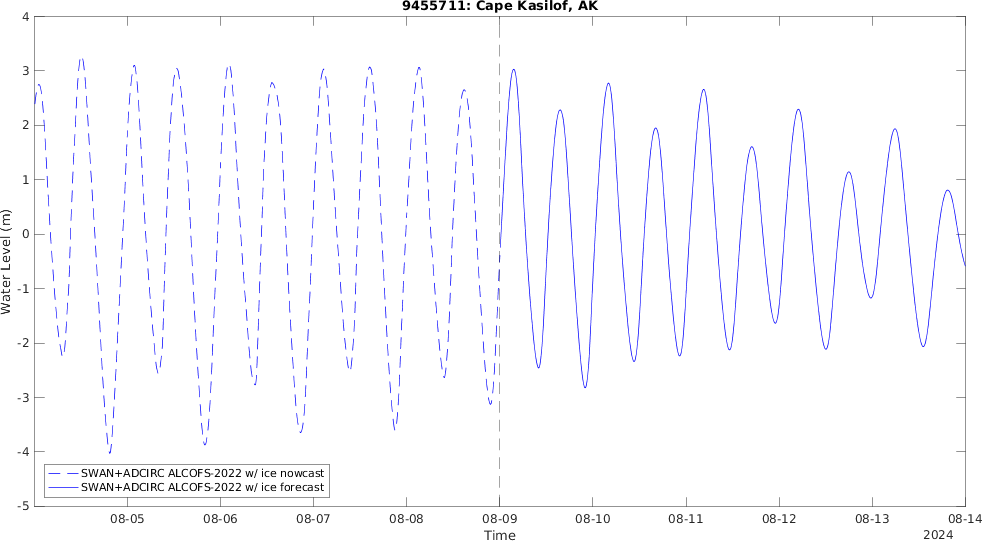 9455711: Cape Kasilof, AK
4
3
2
1
0
-1
-2
-3
-4
-5
Water Level (m)
SWAN+ADCIRC ALCOFS-2022 w/ ice nowcast
SWAN+ADCIRC ALCOFS-2022 w/ ice forecast
08-05 08-06 08-07 08-08 08-09 08-10 08-11 08-12 08-13 08-14
Time
2024